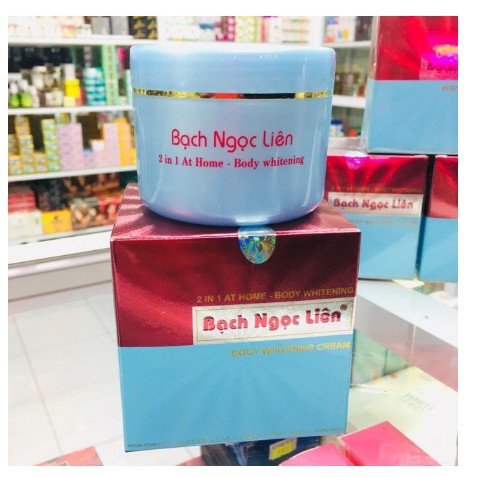 Bạch Ngọc Liên
2 in 1 At Home - Body whitening
Bạch Ngọc Liên
2 IN 1 AT HOME - BODY WHITENING
Bạch Ngọc Liên®
BODY WHITENING CREAM